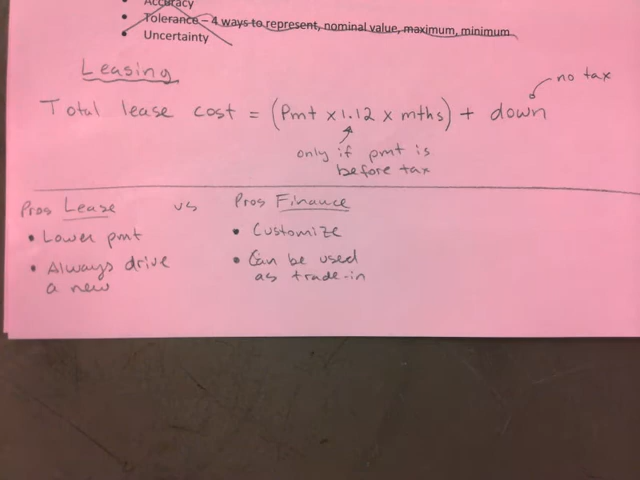 • Accuracy
• Tolerance – 4 ways to represent, nominal value, maximum, minimum
• Uncertainty
Leasing
no tax
Total lease cost = (Pmt x 1.12 x mths) + down
only if pmt is
before tax
Pros Lease vs Pros Finance
• Lower pmt
• Customize
• Always drive
a new
• Can be used
as trade-in